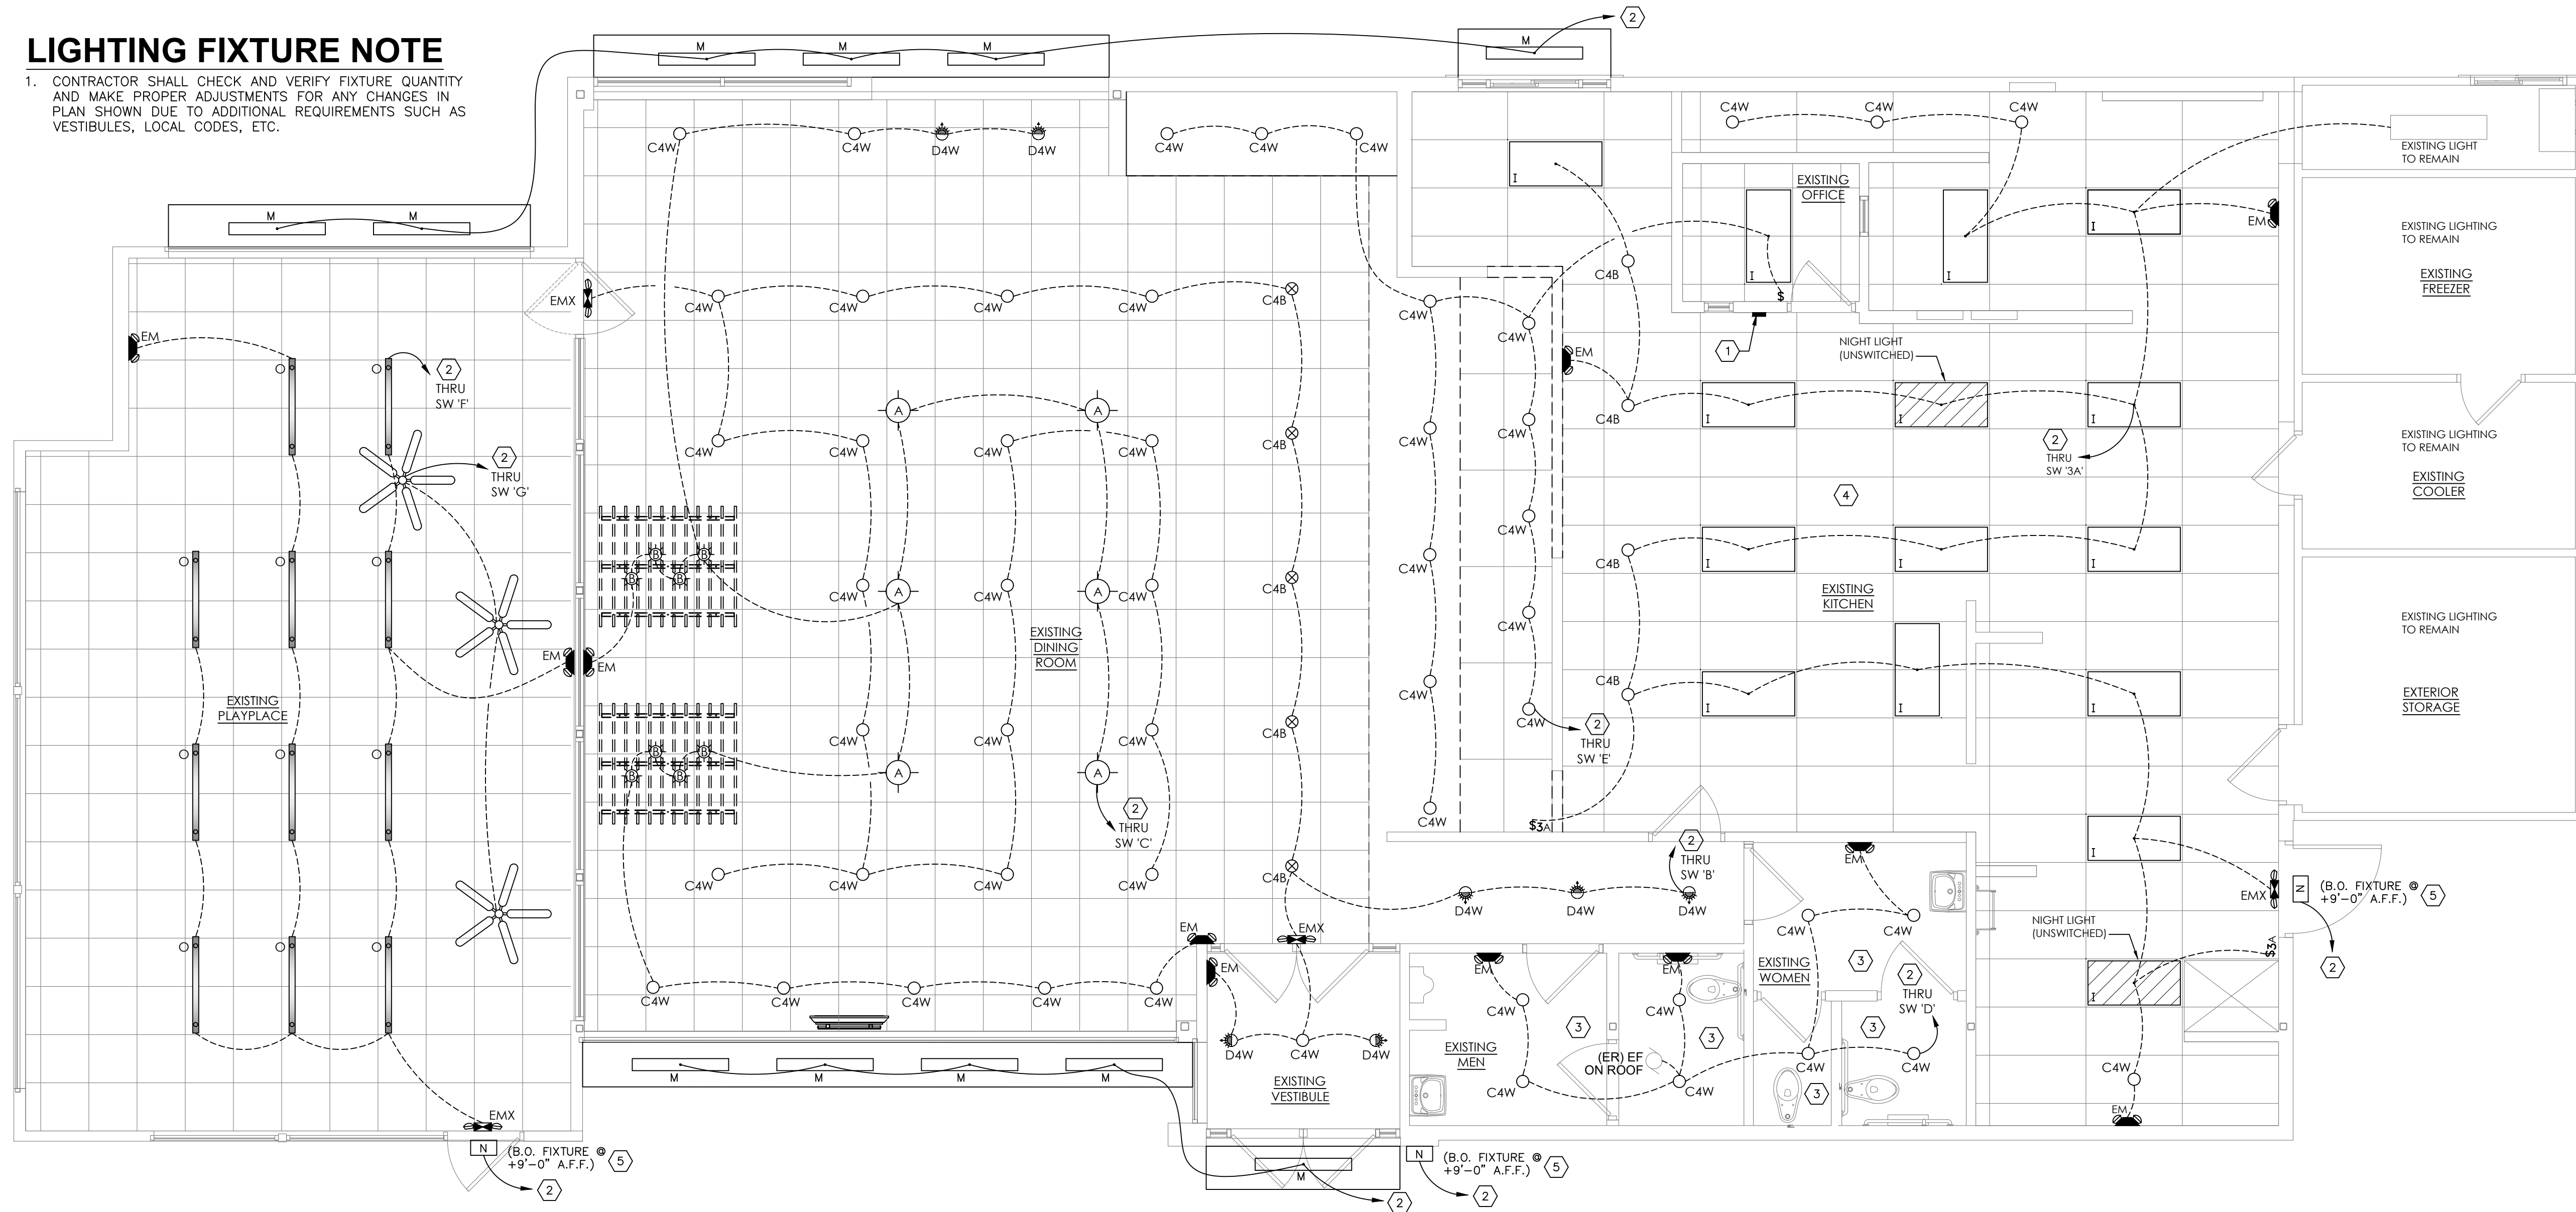 LIGHTING FIXTURE NOTE
1. CONTRACTOR SHALL CHECK AND VERIFY FIXTURE QUANTITY
AND MAKE PROPER ADJUSTMENTS FOR ANY CHANGES IN
PLAN SHOWN DUE TO ADDITIONAL REQUIREMENTS SUCH AS
VESTIBULES, LOCAL CODES, ETC.
M M M M 2
C4W C4W D4W D4W C4W C4W C4W
C4W C4W C4W
I
EXISTING LIGHT
TO REMAIN
EXISTING
OFFICE
I I I
$
EM
M M
EXISTING LIGHTING
TO REMAIN
EXISTING
FREEZER
C4B
EMX
C4W C4W C4W C4W C4B
C4W C4W
EM
2
THRU
SW 'F'
1
NIGHT LIGHT
(UNSWITCHED)
EM
I I I
C4B
A A
C4W C4W C4W C4W C4B
C4W C4W
2
THRU
SW '3A'
EXISTING LIGHTING
TO REMAIN
EXISTING
COOLER
2
THRU
SW 'G'
4
B B
B B
C4W A C4W A C4W C4B
C4W C4W
C4B
I I I
EXISTING
KITCHEN
EXISTING LIGHTING
TO REMAIN
EXISTING
DINING
ROOM
EM EM
C4W C4W
C4B
I I I
EXISTING
PLAYPLACE
EXTERIOR
STORAGE
B B
B B
C4W A C4W A C4W C4B
C4W
2
THRU
SW 'E'
C4W
2
THRU
SW 'C'
$3A
I
C4W C4W C4W C4W C4B
D4W D4W D4W
2
THRU
SW 'B'
EM
C4W C4W
EMX
N
(B.O. FIXTURE @
+9'-0" A.F.F.) 5
2
$3A
NIGHT LIGHT
(UNSWITCHED)
I
EM EMX
EM
C4W C4W C4W C4W C4W
D4W C4W D4W
EXISTING
VESTIBULE
EM EM
C4W C4W
EXISTING
WOMEN
3
2
THRU
SW 'D'
3 3 3
EXISTING
MEN
(ER) EF
ON ROOF
C4W C4W C4W C4W
3
C4W
EM
M M M M
EMX
N
(B.O. FIXTURE @
+9'-0" A.F.F.) 5
2
M
2
N
(B.O. FIXTURE @
+9'-0" A.F.F.) 5
2